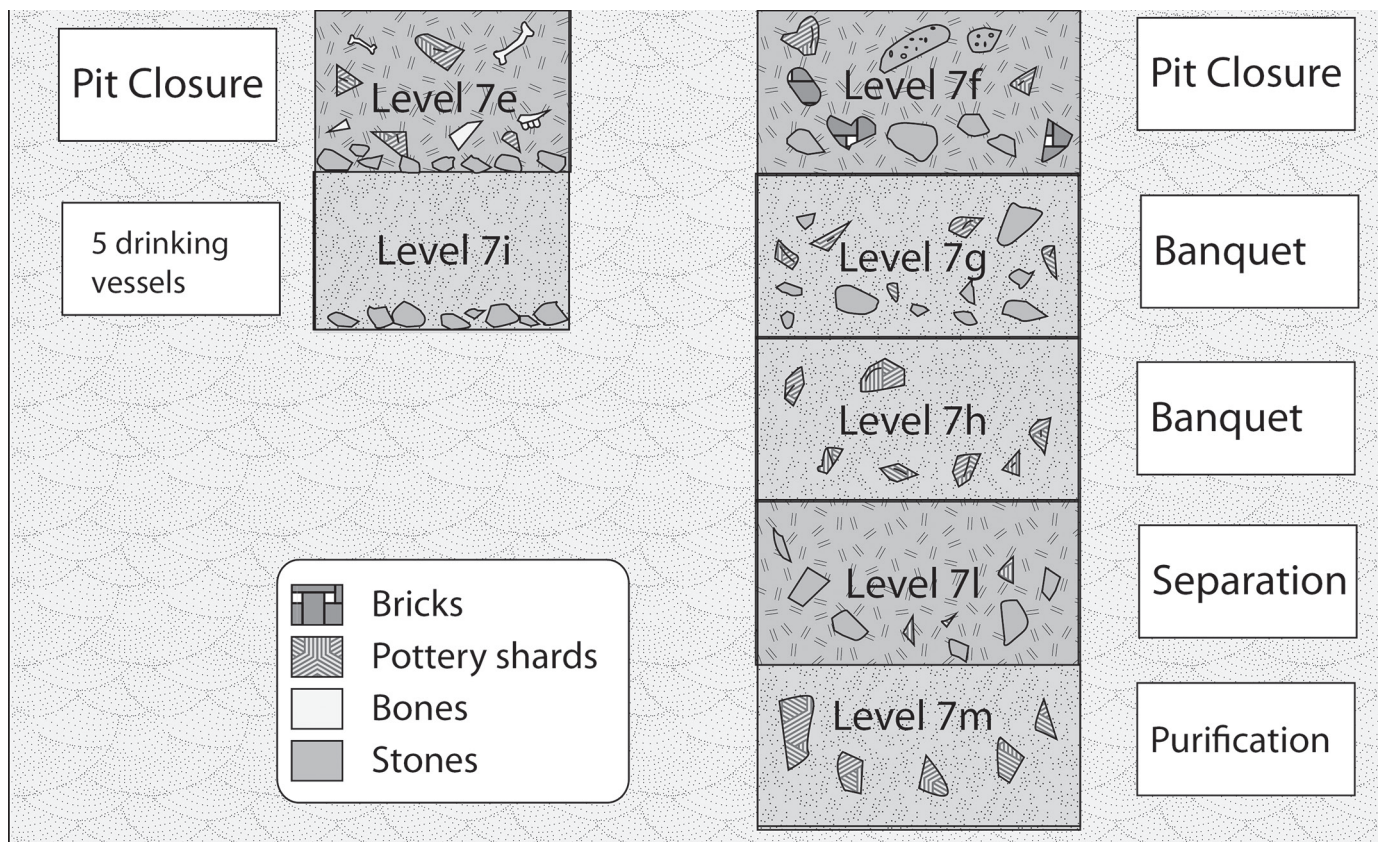 Pit Closure
Level 7e
5 drinking
vessels
Level 7i
Level 7f
Pit Closure
Level 7g
Banquet
Level 7h
Banquet
Level 7l
Separation
Level 7m
Purification
Bricks
Pottery shards
Bones
Stones